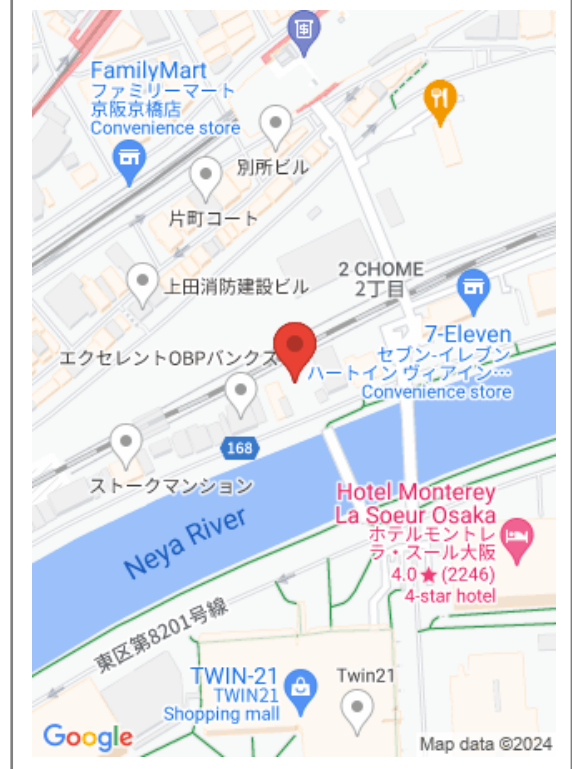 FamilyMart
ファミリーマート
京阪京橋店
Convenience store
別所ビル
片町コート
2 CHOME
2丁目
上田消防建設ビル
7-Eleven
セブン-イレブン
ハートイン ヴィアイン…
Convenience store
エクセレントOBPバンクス
168
ストークマンション
Neya River
Hotel Monterey
La Soeur Osaka
ホテルモントレ
ラ・スール大阪
4.0★(2246)
4-star hotel
東区第8201号線
TWIN-21
TWIN21
Shopping mall
Twin21
Google
Map data ©2024